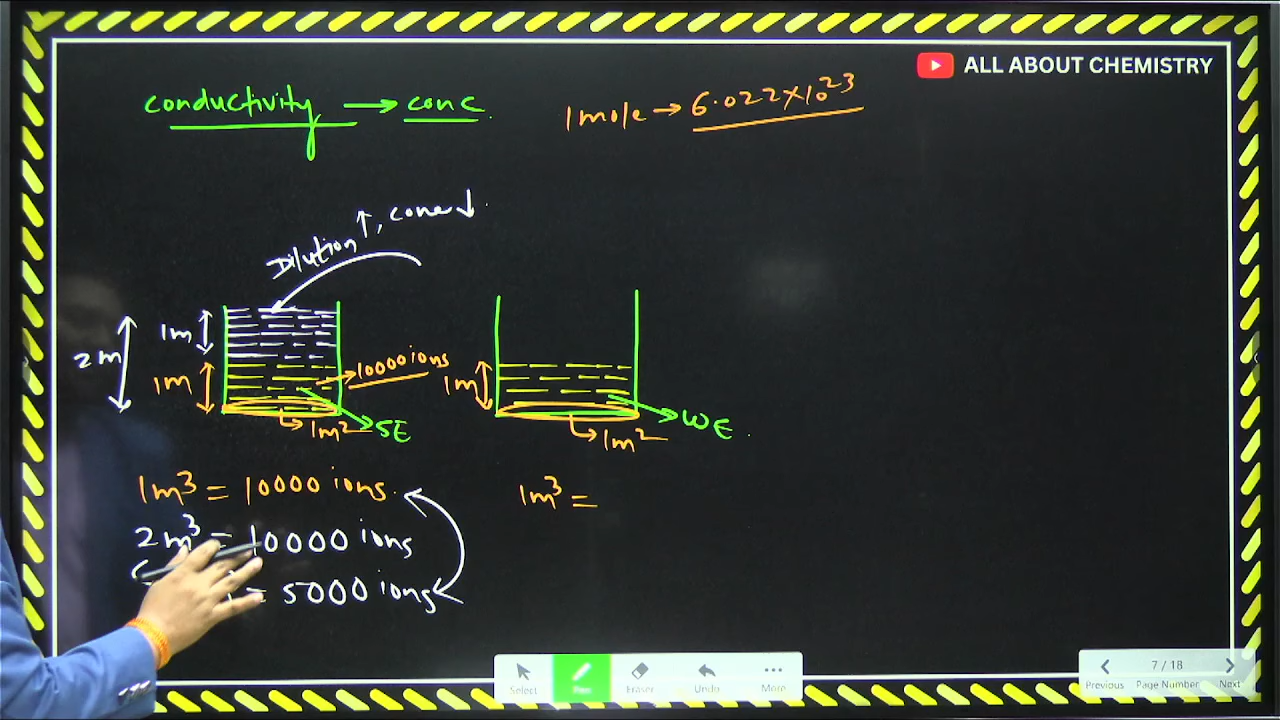 ALL ABOUT CHEMISTRY
conductivity → conc.
1 mole → 6.022×10²³
Dilution ↑, conc ↓
2m
1m
1m
→10000 ions
1m²
SE
1m
1m²
WE
1m³ = 10000 ions
2m³ = 10000 ions
= 5000 ions
1m³ =
Select
Pen
Eraser
Undo
More
Previous
7 / 18
Page Number
Next